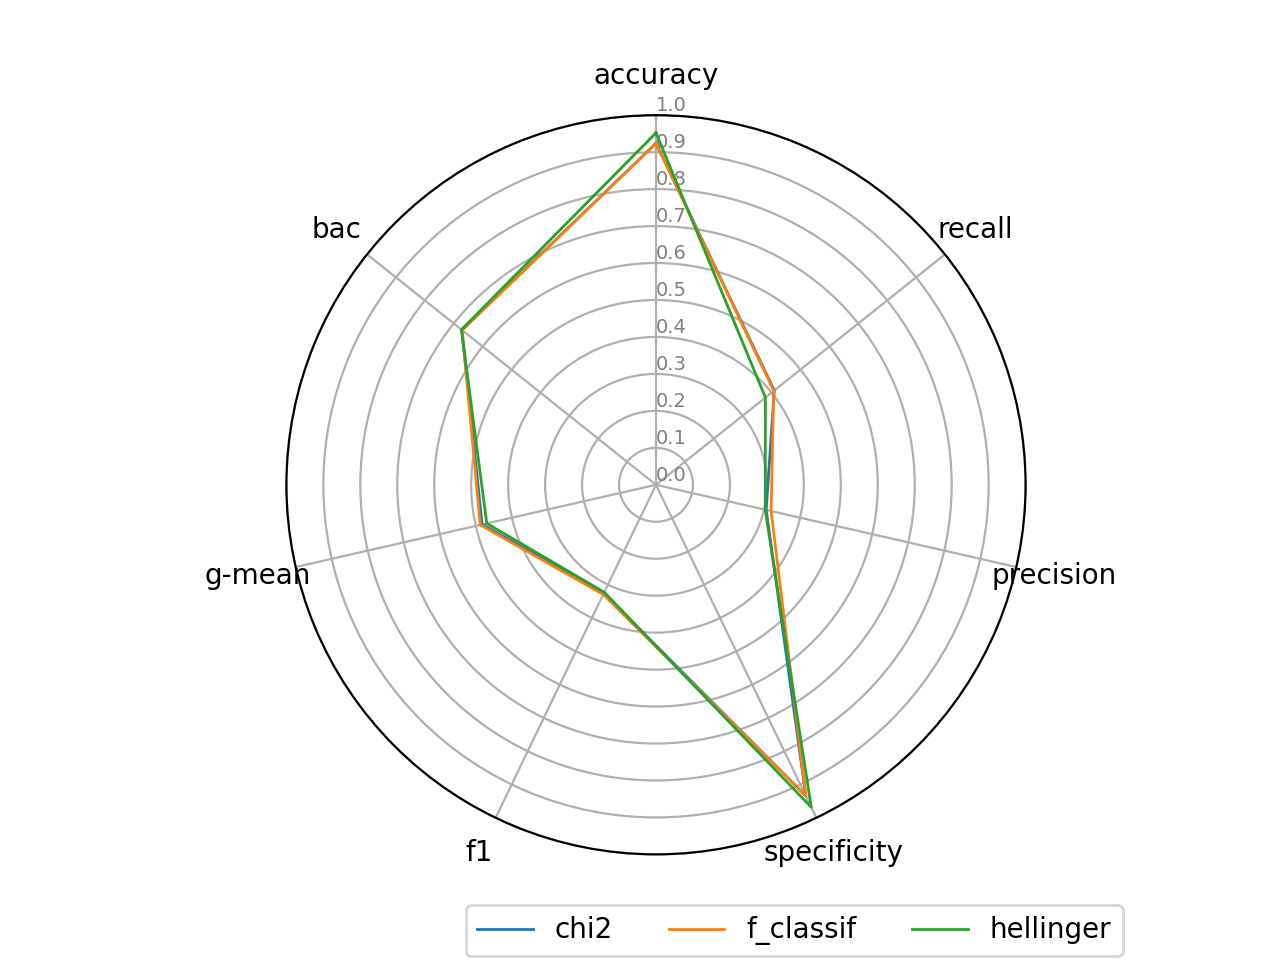 accuracy
1.0
0.9
0.8
0.7
bac
recall
0.6
0.5
0.4
0.3
0.2
0.1
0.0
g-mean
precision
f1
specificity
chi2 f_classif hellinger